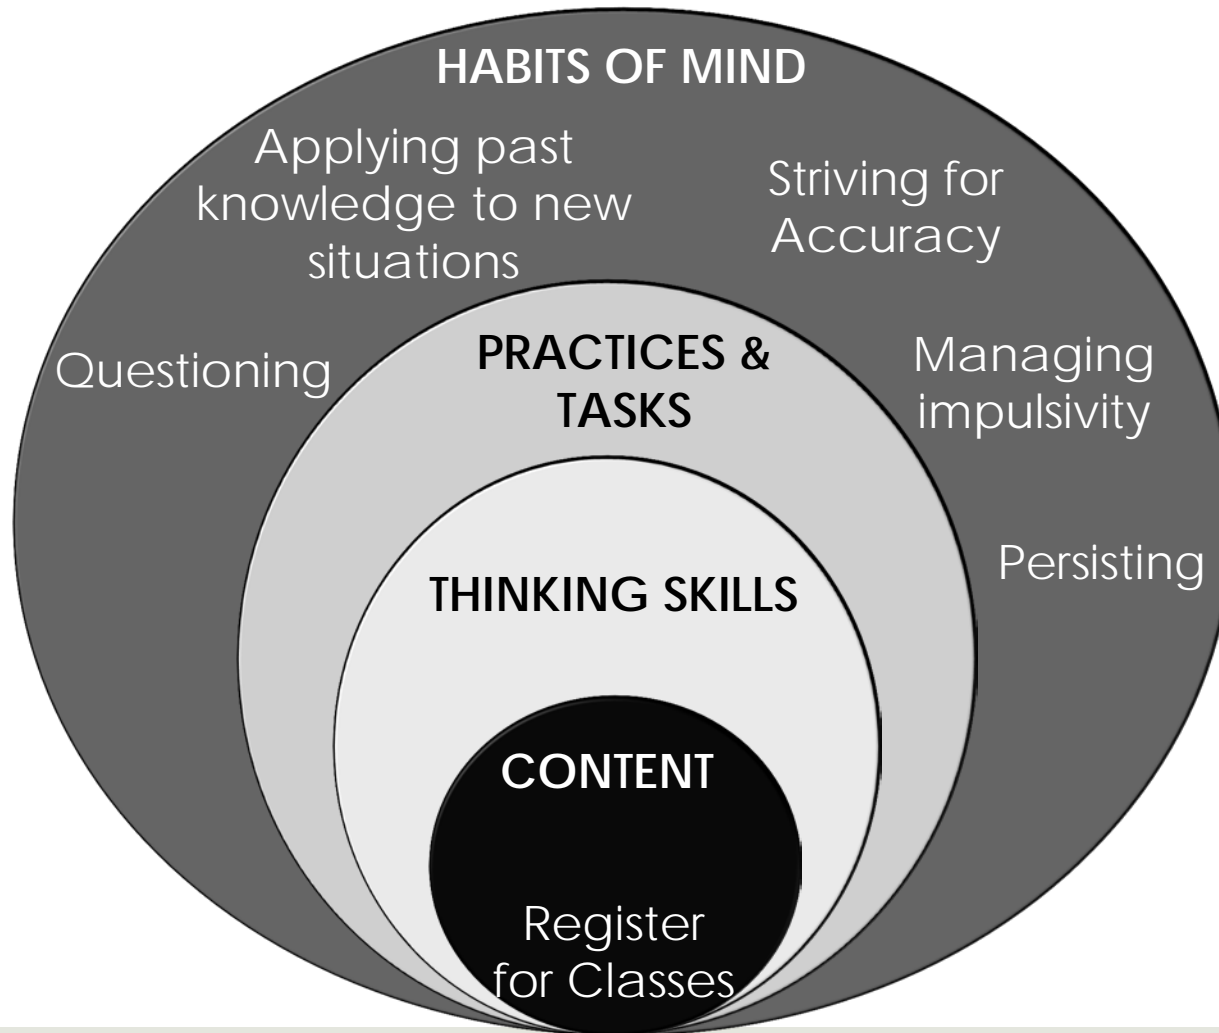 HABITS OF MIND
Applying past
knowledge to new
situations
Striving for
Accuracy
Questioning
Managing
impulsivity
Persisting
PRACTICES &
TASKS
THINKING SKILLS
CONTENT
Register
for Classes